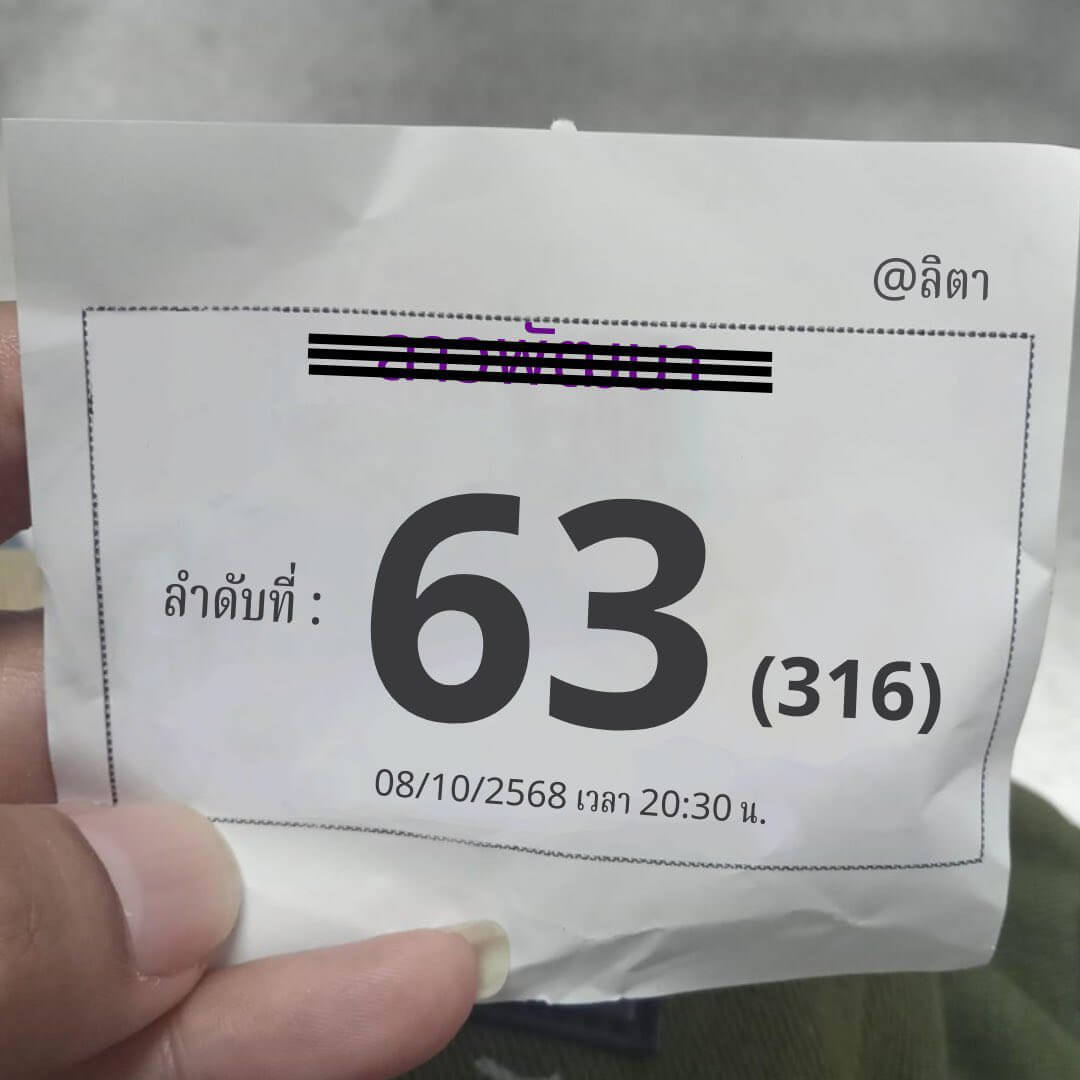 @ลิตา
ลำดับที่ : 63 (316)
08/10/2568 เวลา 20:30 น.